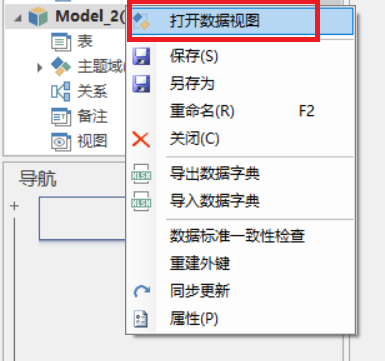 Model_2(
表
主题域(
关系
备注
视图
导航
打开数据视图
保存(S)
另存为
重命名(R) F2
关闭(C)
XLSM 导出数据字典
XLSM 导入数据字典
数据标准一致性检查
重建外键
同步更新
属性(P)